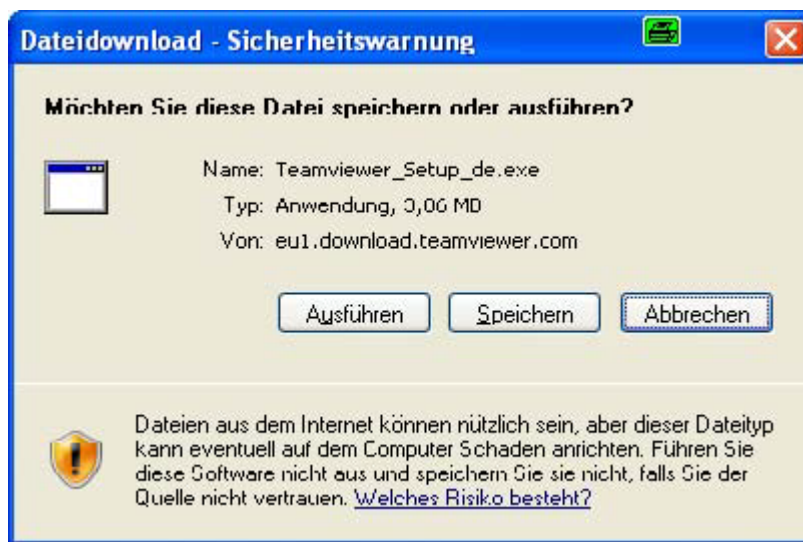 Dateidownload - Sicherheitswarnung
Möchten Sie diese Datei speichern oder ausführen?
Name: Teamviewer_Setup_de.exe
Typ: Anwendung,
Von: eu1.download.teamviewer.com
Ausführen Speichern Abbrechen
Dateien aus dem Internet können nützlich sein, aber dieser Dateityp
kann eventuell auf dem Computer Schaden anrichten. Führen Sie
diese Software nicht aus und speichern Sie sie nicht, falls Sie der
Quelle nicht vertrauen. Welches Risiko besteht?